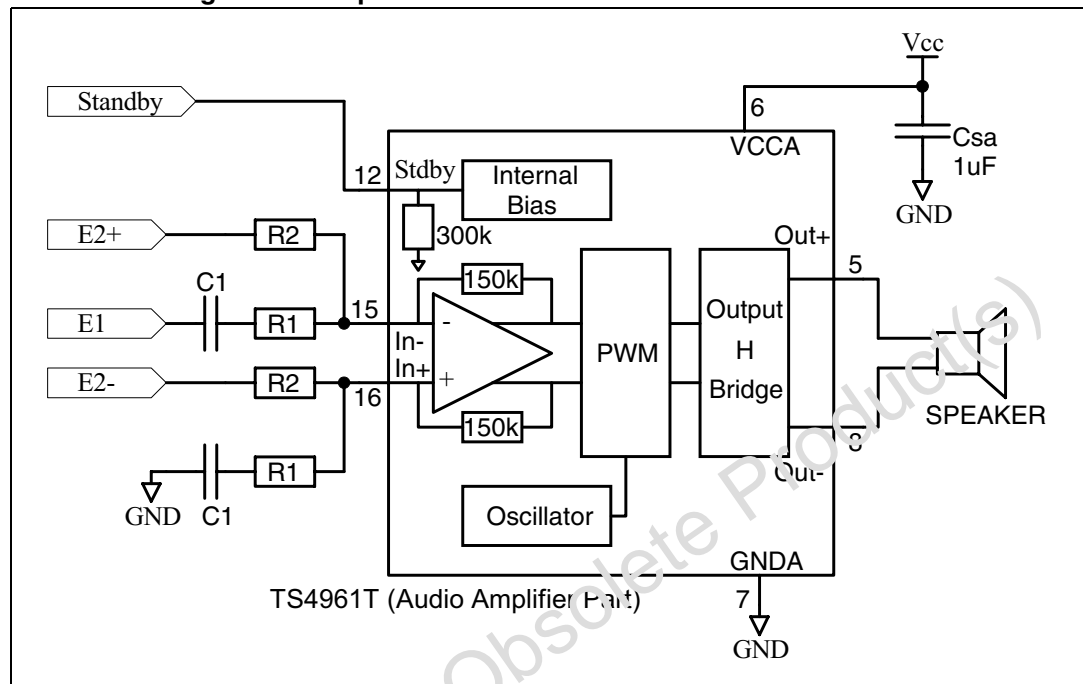 Vcc
Standby
6
VCCA
Csa
1uF
GND
12
Stdby
Internal
Bias
300k
E2+
R2
Out+
5
150k
C1
15
E1
R1
In-
-
Output
H
Bridge
PWM
In+
+
E2-
R2
16
SPEAKER
150k
8
Out-
R1
GND
C1
Oscillator
GNDA
7
GND
TS4961T (Audio Amplifier Part)
Obsolete Product(s)